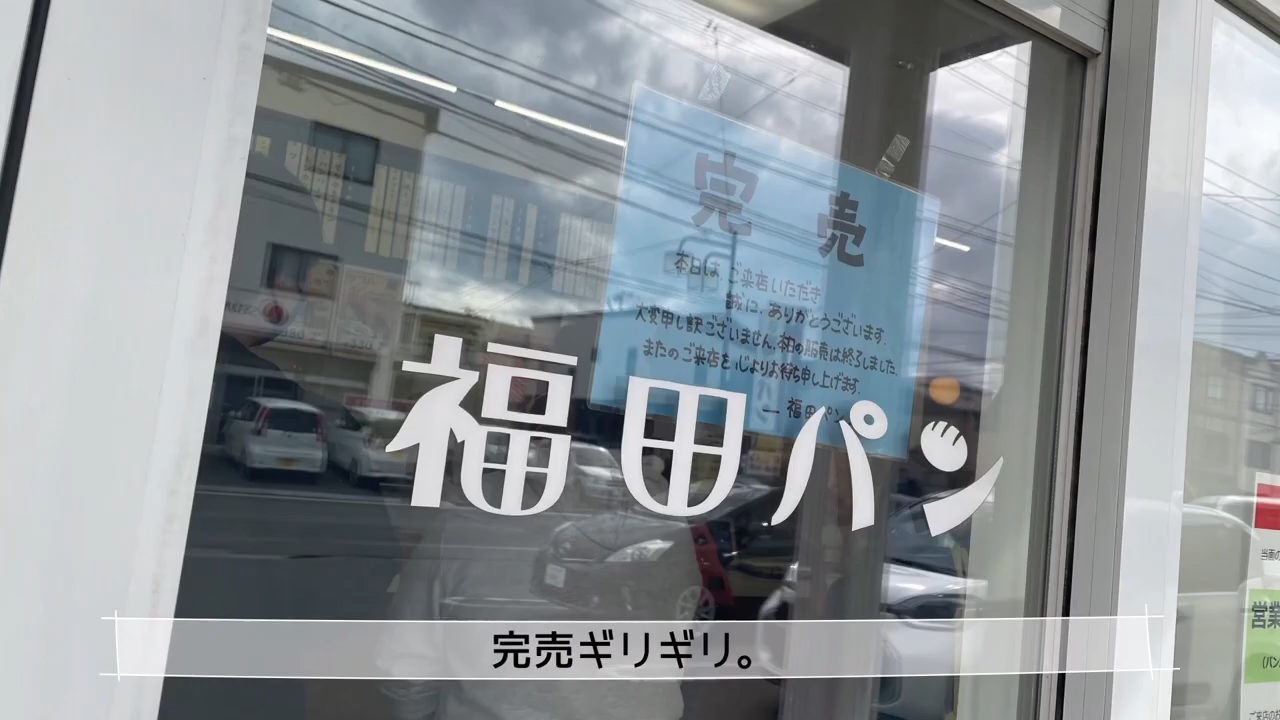 完売
本日は ご来店いただき
誠に、ありがとうございます。
大変申し訳ございません。本日の販売は終了しました。
またのご来店を 心よりお待ち申し上げます。
— 福田パン
福田パン
営業
完売ギリギリ。